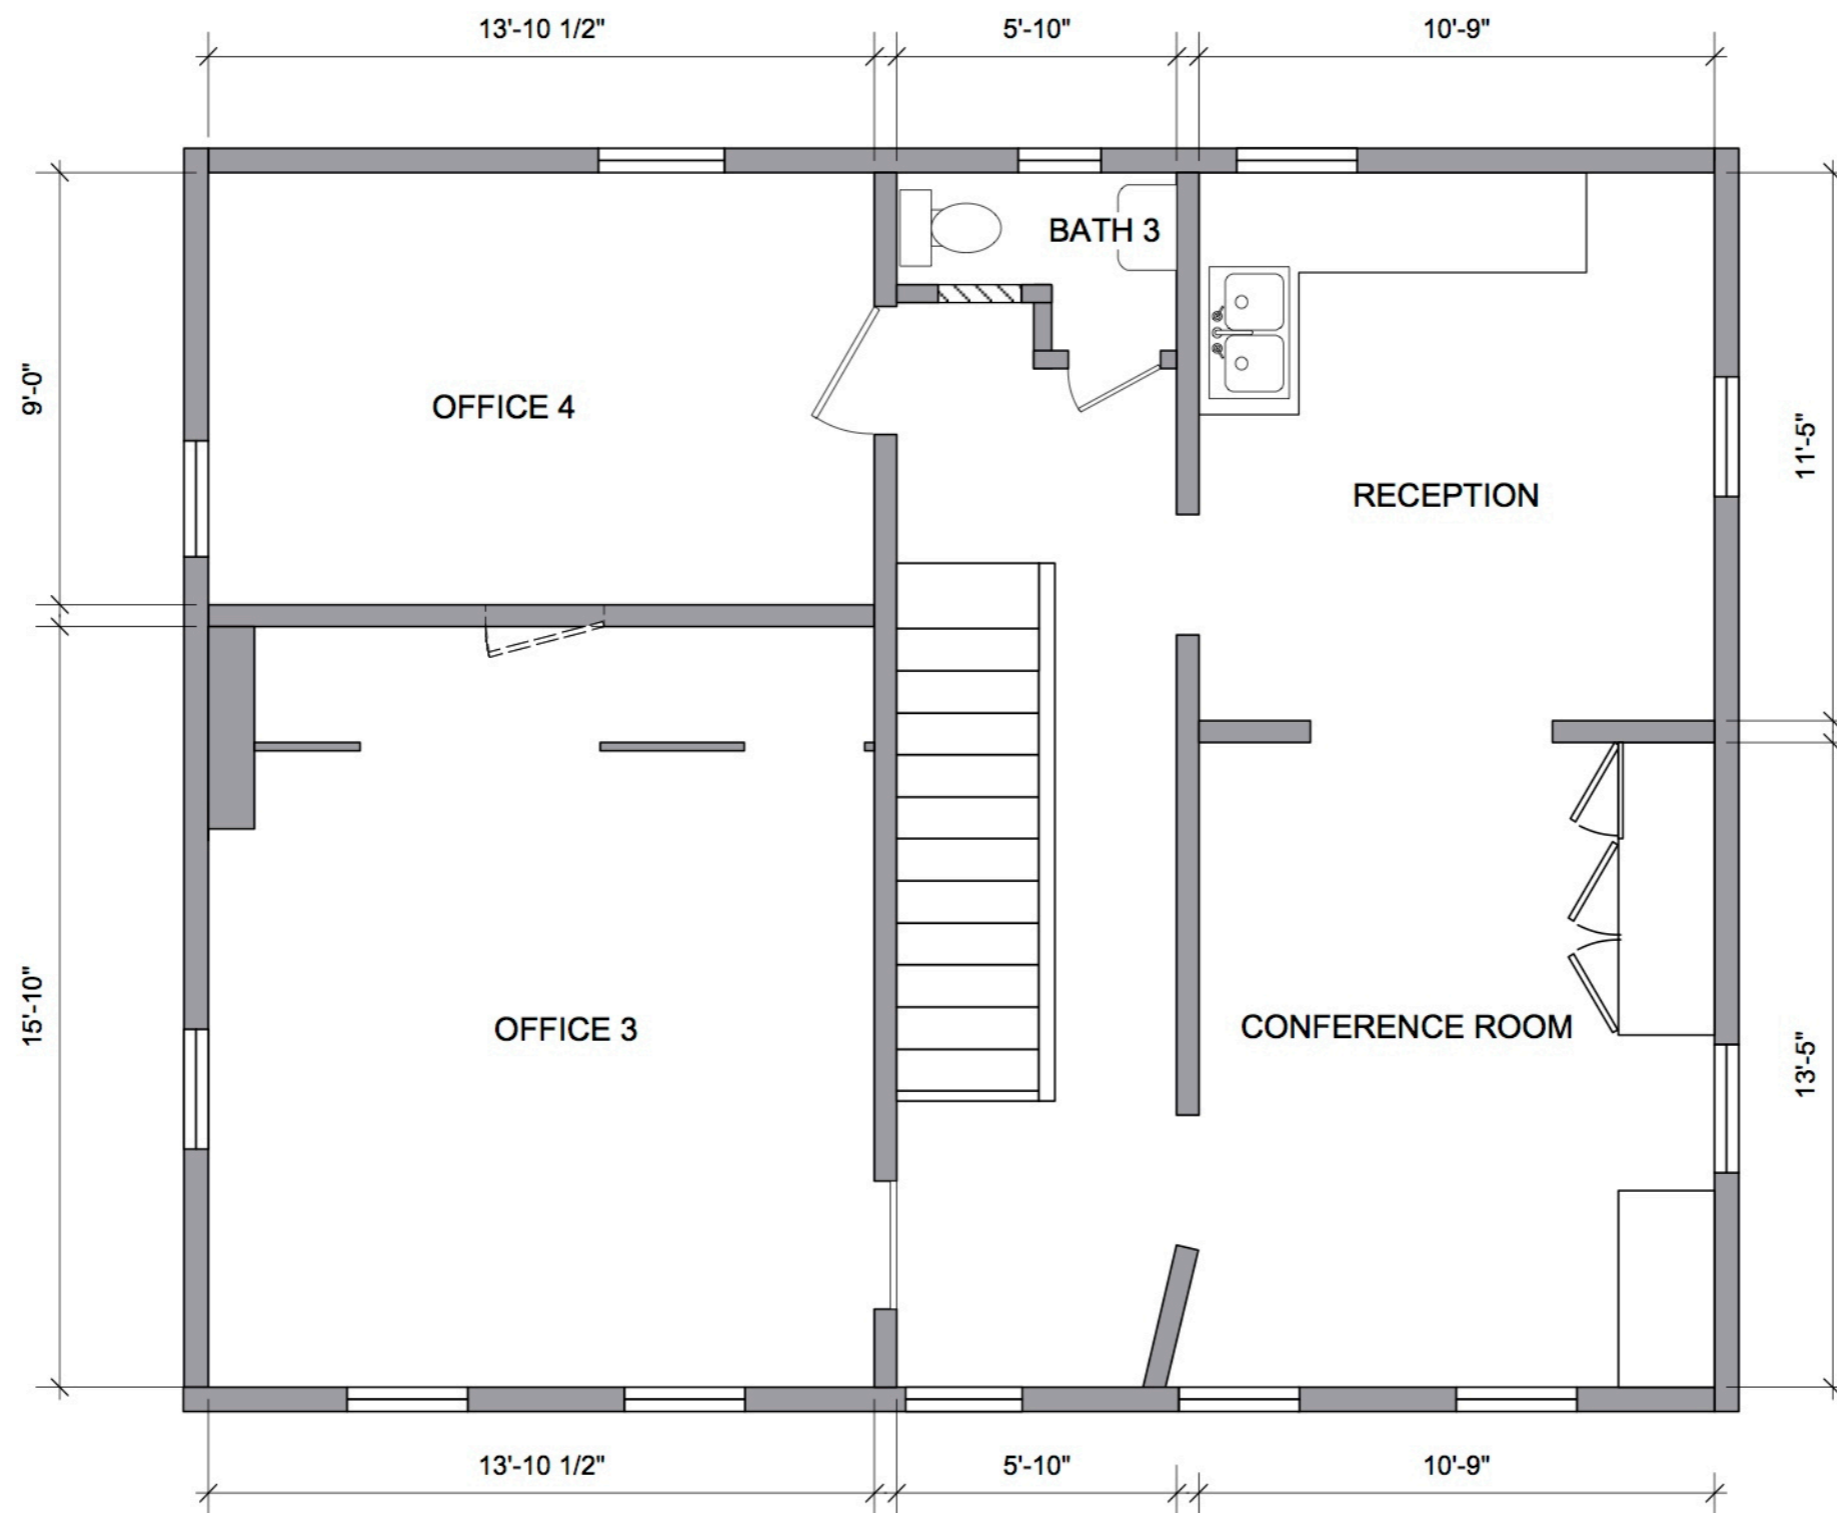 13'-10 1/2"
5'-10"
10'-9"
BATH 3
9'-0"
OFFICE 4
11'-5"
RECEPTION
15'-10"
OFFICE 3
CONFERENCE ROOM
13'-5"
13'-10 1/2"
5'-10"
10'-9"